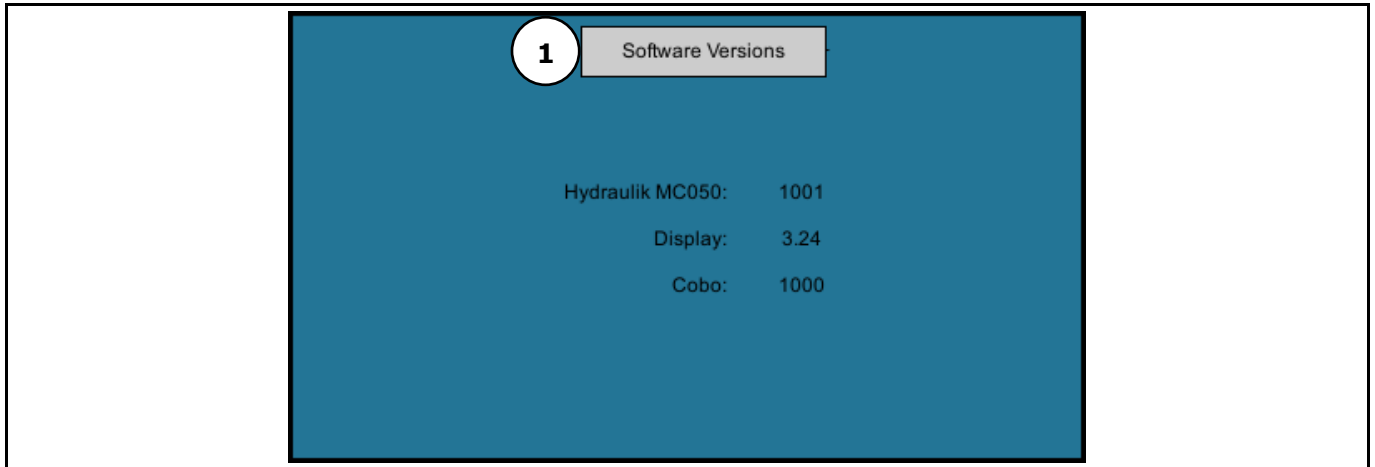 1 Software Versions
Hydraulik MC050: 1001
Display: 3.24
Cobo: 1000